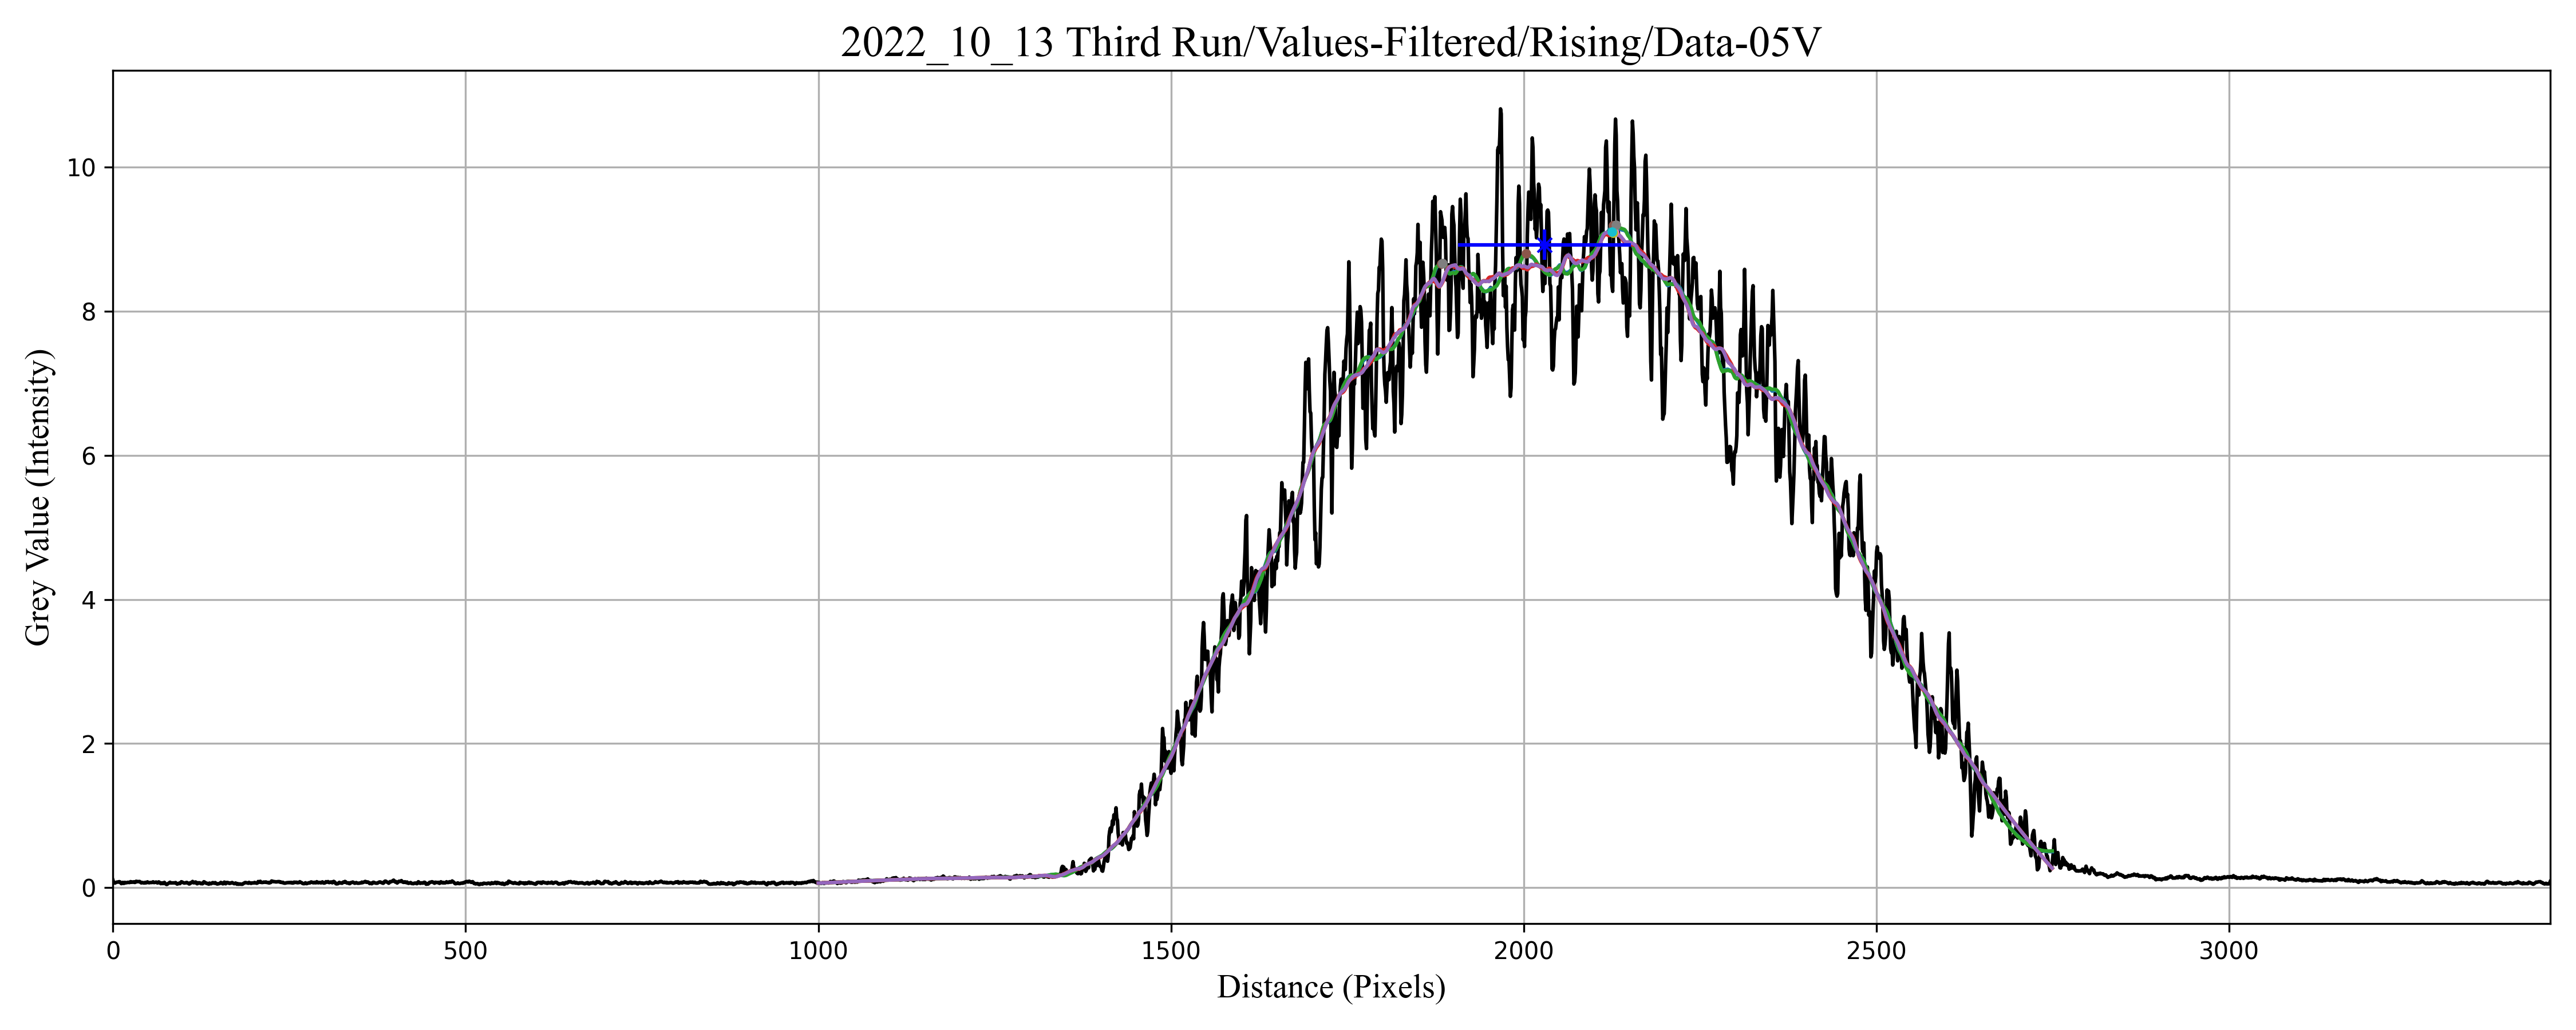 2022_10_13 Third Run/Values-Filtered/Rising/Data-05V
Grey Value (Intensity)
10
8
6
4
2
0
0 500 1000 1500 2000 2500 3000
Distance (Pixels)